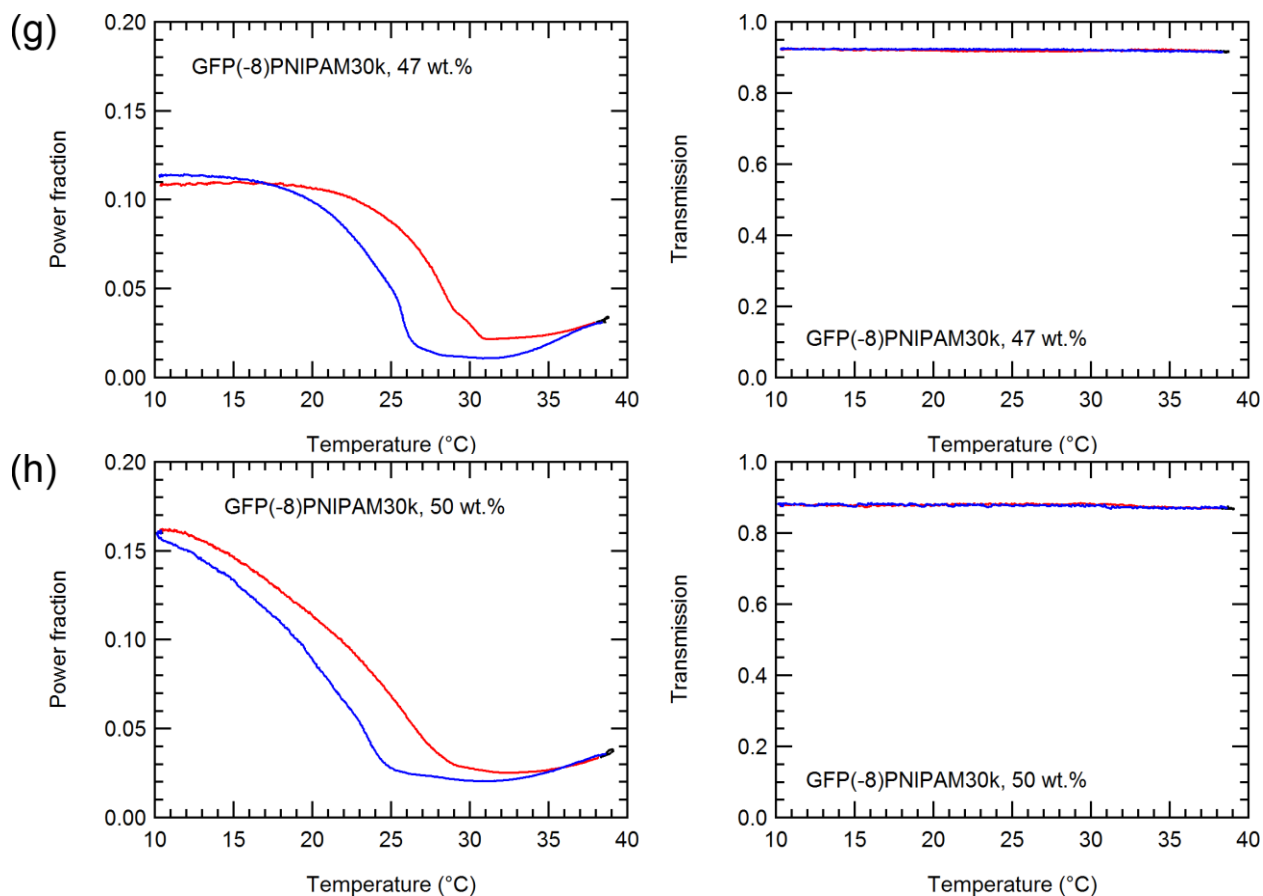 (g)
0.20
0.15
0.10
0.05
0.00
Power fraction
GFP(-8)PNIPAM30k, 47 wt.%
10 15 20 25 30 35 40
Temperature (°C)
1.0
0.8
0.6
0.4
0.2
0.0
Transmission
GFP(-8)PNIPAM30k, 47 wt.%
10 15 20 25 30 35 40
Temperature (°C)
(h)
0.20
0.15
0.10
0.05
0.00
Power fraction
GFP(-8)PNIPAM30k, 50 wt.%
10 15 20 25 30 35 40
Temperature (°C)
1.0
0.8
0.6
0.4
0.2
0.0
Transmission
GFP(-8)PNIPAM30k, 50 wt.%
10 15 20 25 30 35 40
Temperature (°C)